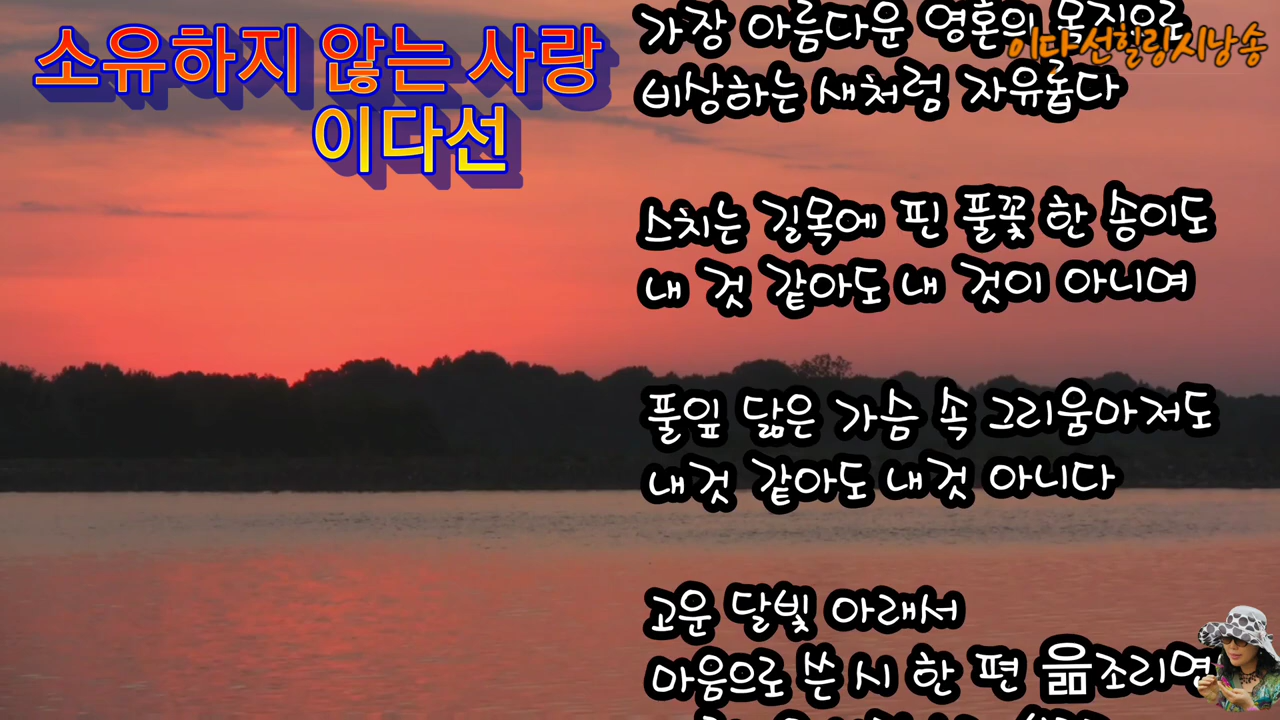 소유하지 않는 사랑
이다선
이다선힐링시낭송
가장 아름다운 영혼의 몸짓으로
비상하는 새처럼 자유롭다
스치는 길목에 핀 풀꽃 한 송이도
내 것 같아도 내 것이 아니며
풀잎 닮은 가슴 속 그리움마저도
내것 같아도 내것 아니다
고운 달빛 아래서
마음으로 쓴 시 한 편 읊조리면